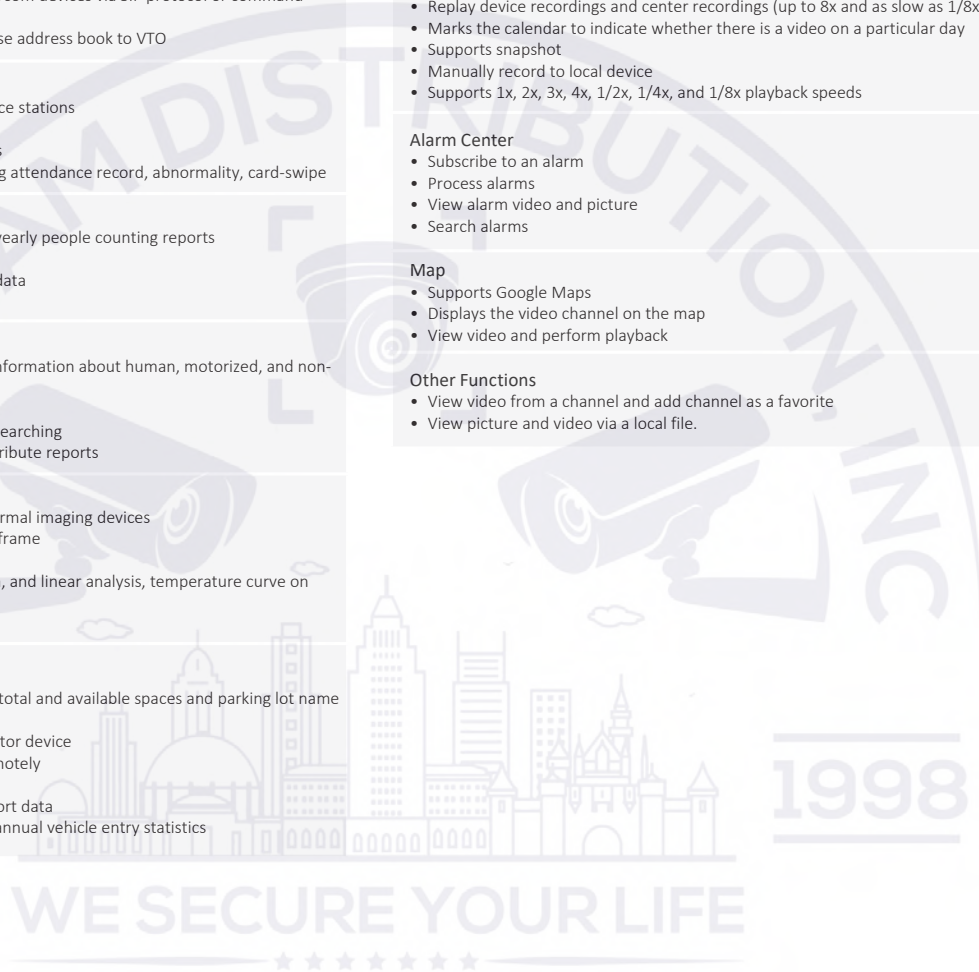 se address book to VTO
ce stations
s
g attendance record, abnormality, card-swipe
yearly people counting reports
data
nformation about human, motorized, and non-
earching
ribute reports
rmal imaging devices
frame
, and linear analysis, temperature curve on
total and available spaces and parking lot name
tor device
motely
ort data
annual vehicle entry statistics
• Replay device recordings and center recordings (up to 8x and as slow as 1/8x
• Marks the calendar to indicate whether there is a video on a particular day
• Supports snapshot
• Manually record to local device
• Supports 1x, 2x, 3x, 4x, 1/2x, 1/4x, and 1/8x playback speeds
Alarm Center
• Subscribe to an alarm
• Process alarms
• View alarm video and picture
• Search alarms
Map
• Supports Google Maps
• Displays the video channel on the map
• View video and perform playback
Other Functions
• View video from a channel and add channel as a favorite
• View picture and video via a local file.
AM DISTRIBUTION, INC
1998
WE SECURE YOUR LIFE